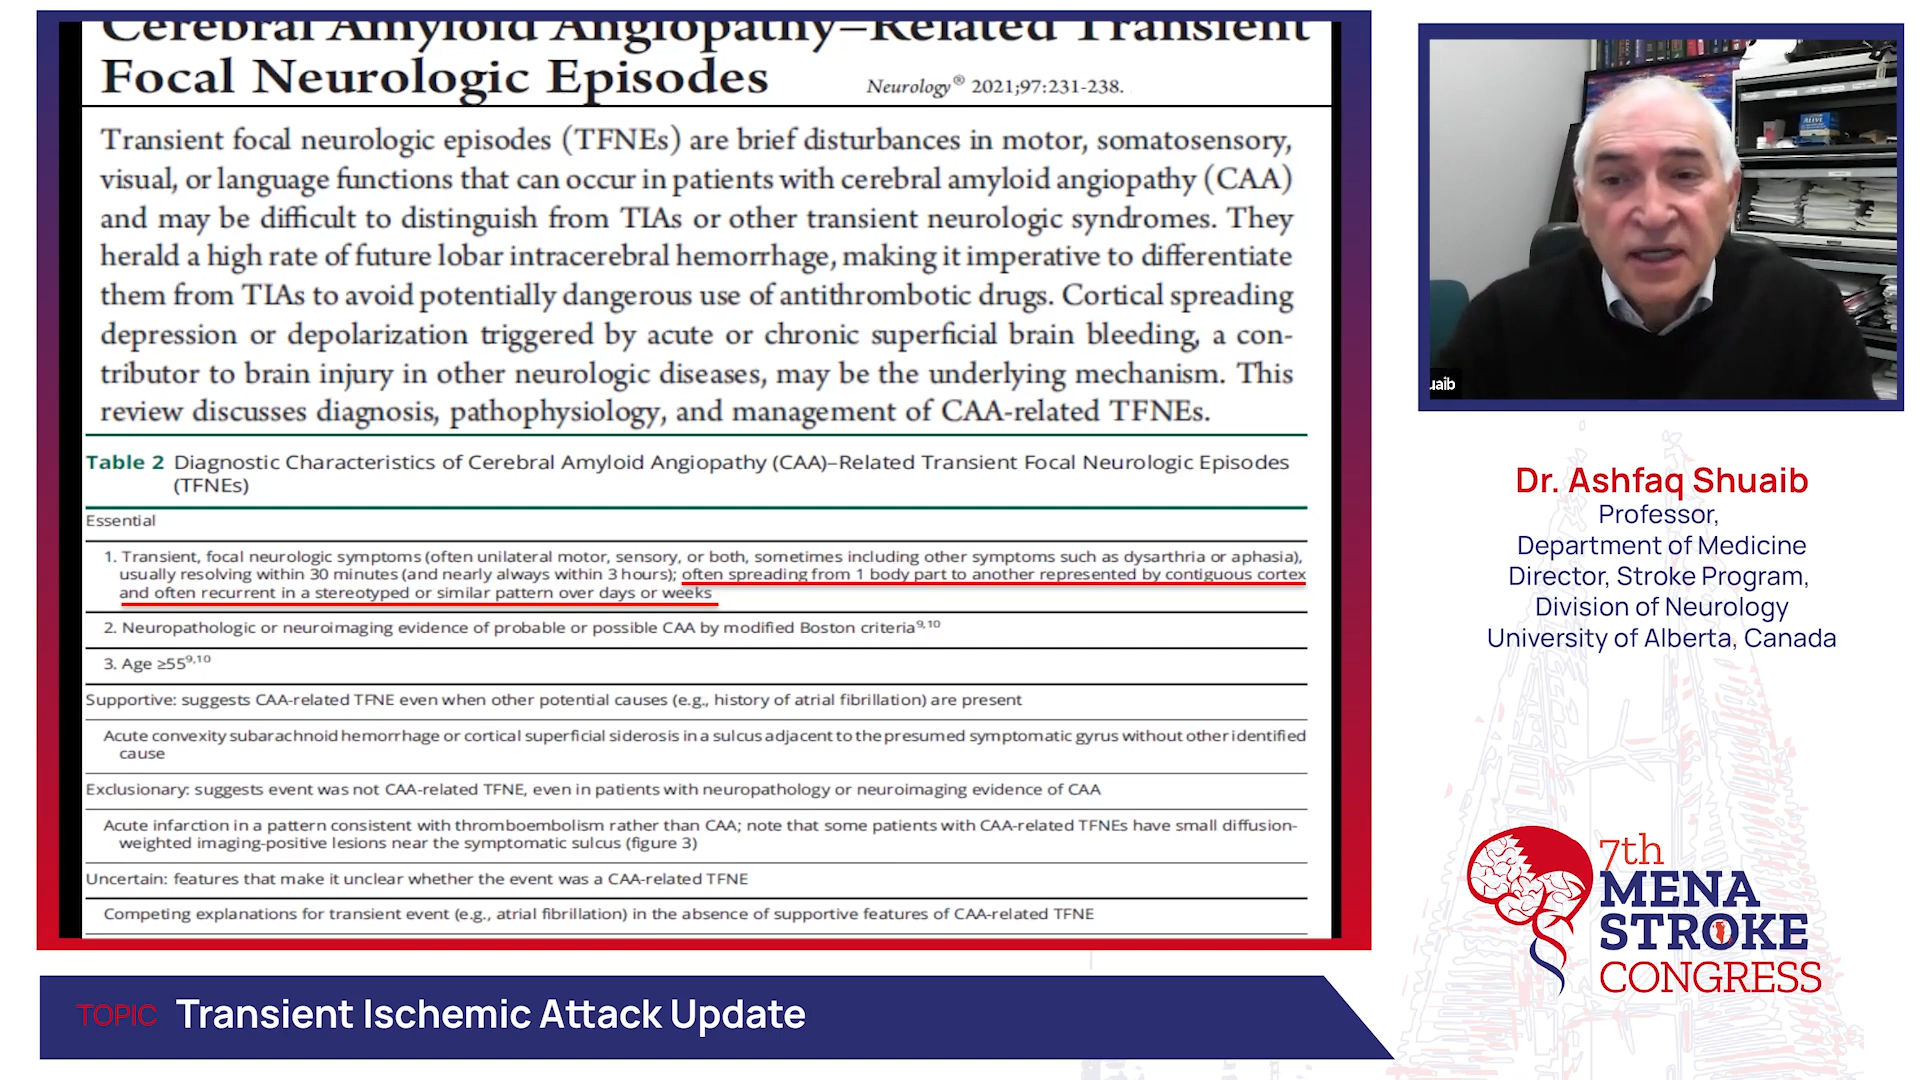 Cerebral Amyloid Angiopathy–Related Transient
Focal Neurologic Episodes
Neurology® 2021;97:231-238.
Transient focal neurologic episodes (TFNEs) are brief disturbances in motor, somatosensory,
visual, or language functions that can occur in patients with cerebral amyloid angiopathy (CAA)
and may be difficult to distinguish from TIAs or other transient neurologic syndromes. They
herald a high rate of future lobar intracerebral hemorrhage, making it imperative to differentiate
them from TIAs to avoid potentially dangerous use of antithrombotic drugs. Cortical spreading
depression or depolarization triggered by acute or chronic superficial brain bleeding, a con-
tributor to brain injury in other neurologic diseases, may be the underlying mechanism. This
review discusses diagnosis, pathophysiology, and management of CAA-related TFNEs.
Table 2 Diagnostic Characteristics of Cerebral Amyloid Angiopathy (CAA)–Related Transient Focal Neurologic Episodes
(TFNEs)
Essential
1. Transient, focal neurologic symptoms (often unilateral motor, sensory, or both, sometimes including other symptoms such as dysarthria or aphasia),
usually resolving within 30 minutes (and nearly always within 3 hours); often spreading from 1 body part to another represented by contiguous cortex
and often recurrent in a stereotyped or similar pattern over days or weeks
2. Neuropathologic or neuroimaging evidence of probable or possible CAA by modified Boston criteria9,10
3. Age ≥559,10
Supportive: suggests CAA-related TFNE even when other potential causes (e.g., history of atrial fibrillation) are present
Acute convexity subarachnoid hemorrhage or cortical superficial siderosis in a sulcus adjacent to the presumed symptomatic gyrus without other identified
cause
Exclusionary: suggests event was not CAA-related TFNE, even in patients with neuropathology or neuroimaging evidence of CAA
Acute infarction in a pattern consistent with thromboembolism rather than CAA; note that some patients with CAA-related TFNEs have small diffusion-
weighted imaging-positive lesions near the symptomatic sulcus (figure 3)
Uncertain: features that make it unclear whether the event was a CAA-related TFNE
Competing explanations for transient event (e.g., atrial fibrillation) in the absence of supportive features of CAA-related TFNE
uaib
Dr. Ashfaq Shuaib
Professor,
Department of Medicine
Director, Stroke Program,
Division of Neurology
University of Alberta, Canada
7th
MENA
STROKE
CONGRESS
TOPIC Transient Ischemic Attack Update